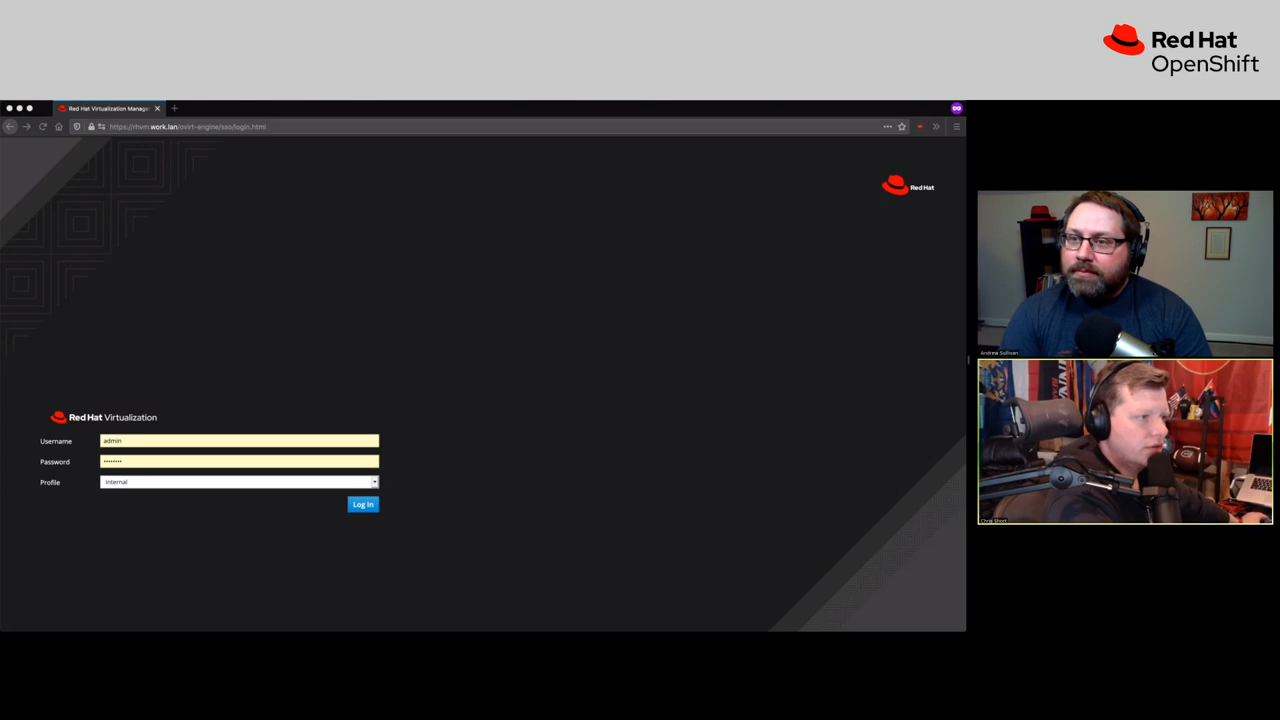 Red Hat
OpenShift
Red Hat Virtualization Manager
https://rhvm.work.lan/ovirt-engine/sso/login.html
Red Hat
Red Hat Virtualization
Username
admin
Password
Profile
internal
Log In
Andrew Sullivan
Chris Short